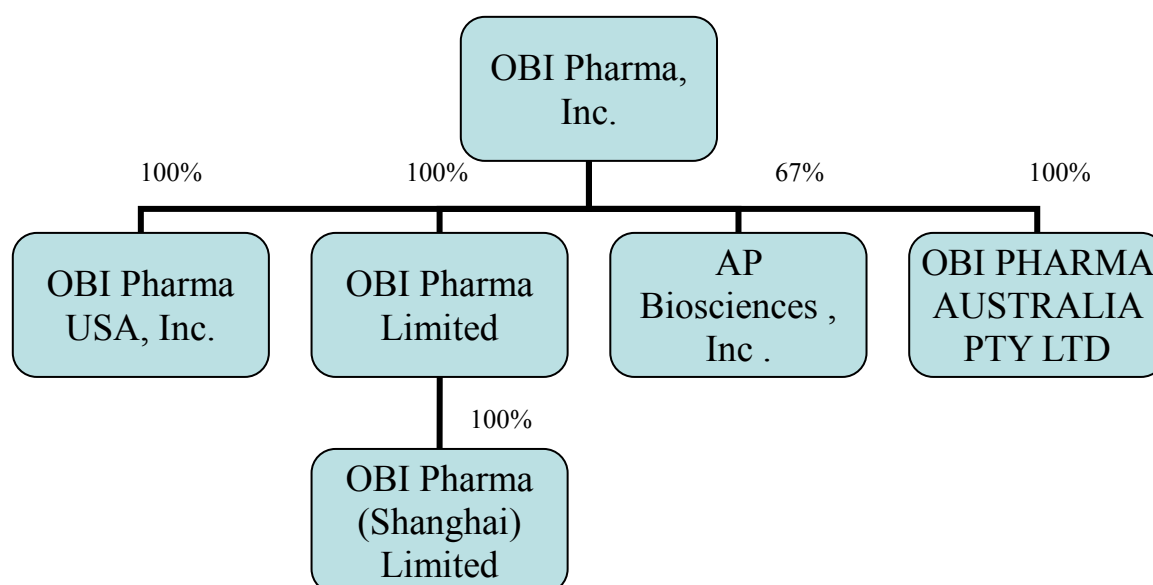 OBI Pharma,
Inc.
100%
100%
67%
100%
OBI Pharma
USA, Inc.
OBI Pharma
Limited
AP
Biosciences ,
Inc .
OBI PHARMA
AUSTRALIA
PTY LTD
100%
OBI Pharma
(Shanghai)
Limited